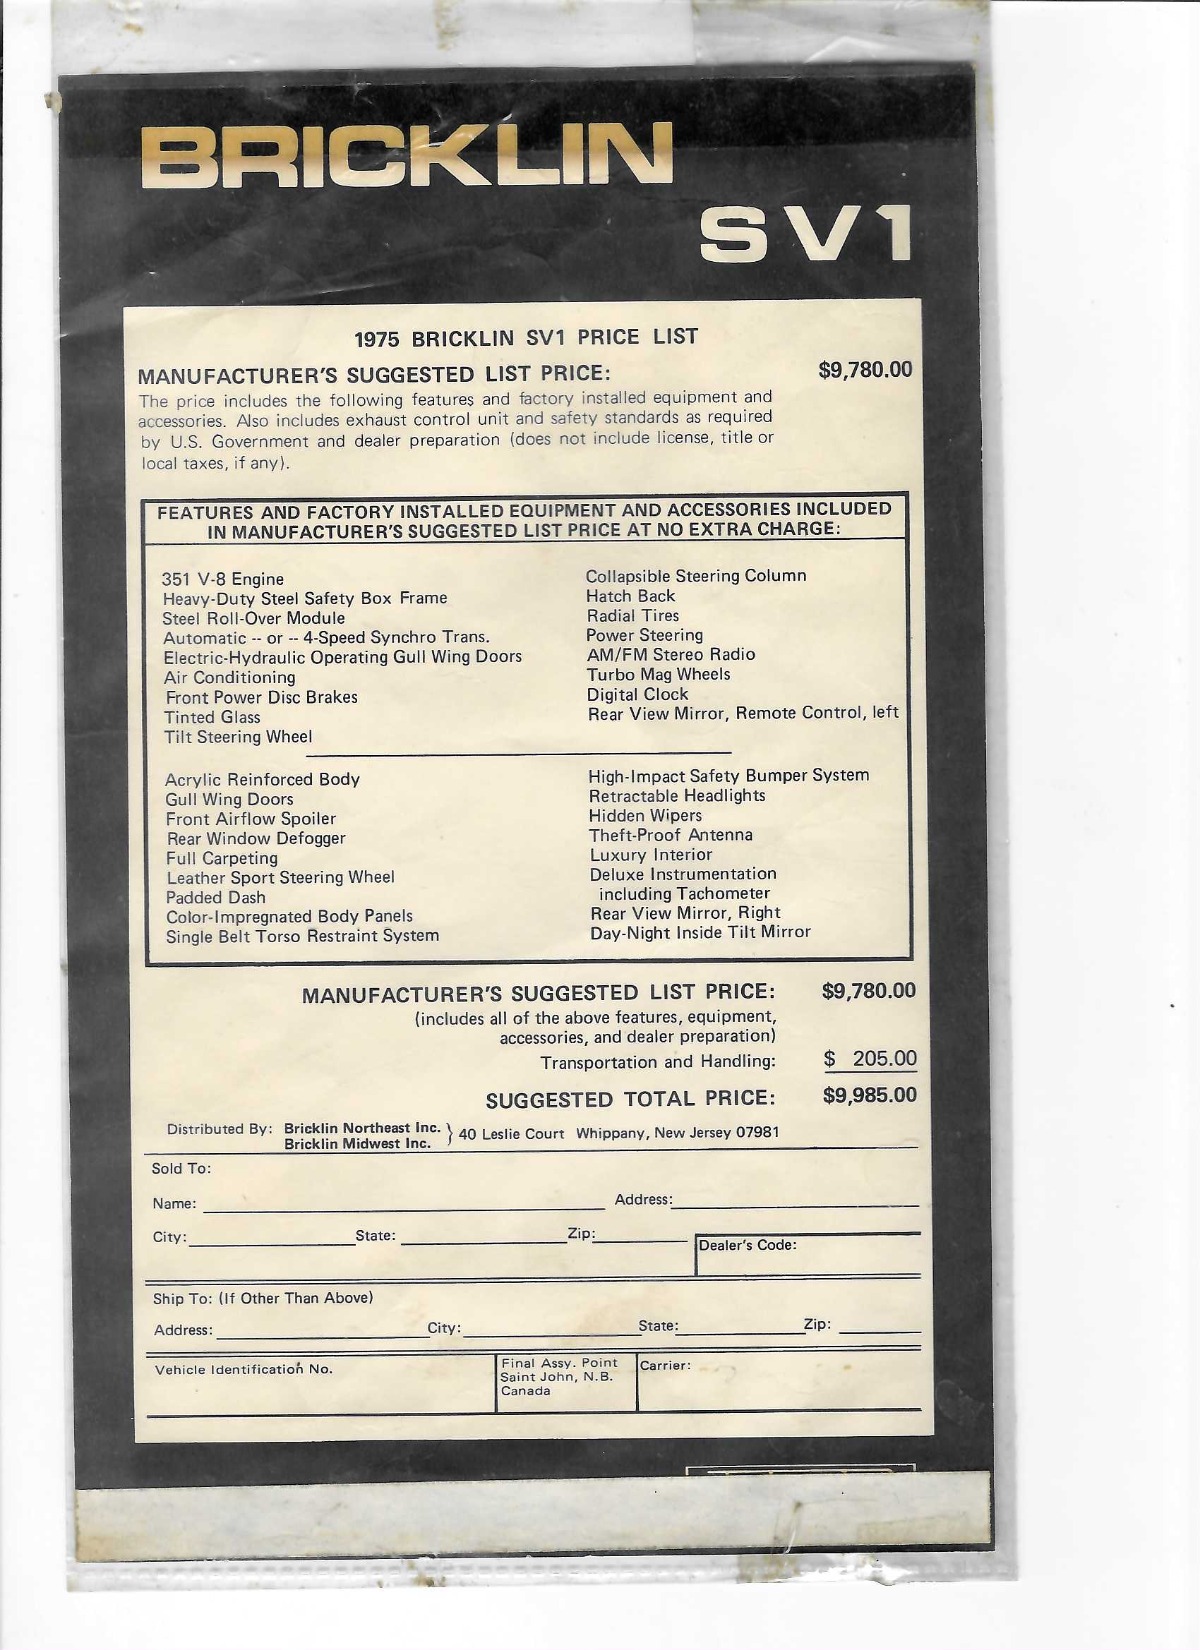 BRICKLIN
SV1
1975 BRICKLIN SV1 PRICE LIST
MANUFACTURER'S SUGGESTED LIST PRICE: $9,780.00
The price includes the following features and factory installed equipment and
accessories. Also includes exhaust control unit and safety standards as required
by U.S. Government and dealer preparation (does not include license, title or
local taxes, if any).
FEATURES AND FACTORY INSTALLED EQUIPMENT AND ACCESSORIES INCLUDED
IN MANUFACTURER'S SUGGESTED LIST PRICE AT NO EXTRA CHARGE:
351 V-8 Engine
Heavy-Duty Steel Safety Box Frame
Steel Roll-Over Module
Automatic -- or -- 4-Speed Synchro Trans.
Electric-Hydraulic Operating Gull Wing Doors
Air Conditioning
Front Power Disc Brakes
Tinted Glass
Tilt Steering Wheel
Collapsible Steering Column
Hatch Back
Radial Tires
Power Steering
AM/FM Stereo Radio
Turbo Mag Wheels
Digital Clock
Rear View Mirror, Remote Control, left
Acrylic Reinforced Body
Gull Wing Doors
Front Airflow Spoiler
Rear Window Defogger
Full Carpeting
Leather Sport Steering Wheel
Padded Dash
Color-Impregnated Body Panels
Single Belt Torso Restraint System
High-Impact Safety Bumper System
Retractable Headlights
Hidden Wipers
Theft-Proof Antenna
Luxury Interior
Deluxe Instrumentation
including Tachometer
Rear View Mirror, Right
Day-Night Inside Tilt Mirror
MANUFACTURER'S SUGGESTED LIST PRICE: $9,780.00
(includes all of the above features, equipment,
accessories, and dealer preparation)
Transportation and Handling: $ 205.00
SUGGESTED TOTAL PRICE: $9,985.00
Distributed By: Bricklin Northeast Inc. } 40 Leslie Court Whippany, New Jersey 07981
Bricklin Midwest Inc.
Sold To:
Name: Address:
City: State: Zip:
Dealer's Code:
Ship To: (If Other Than Above)
Address: City: State: Zip:
Vehicle Identification No.
Final Assy. Point
Saint John, N.B.
Canada
Carrier: